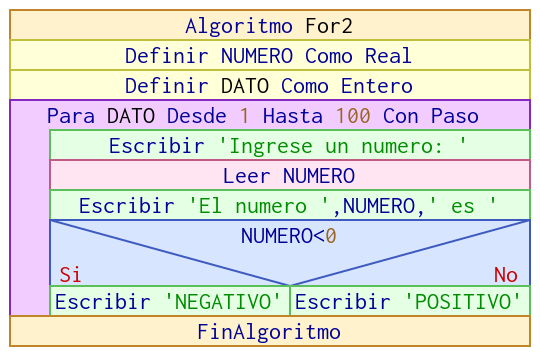 Algoritmo For2
Definir NUMERO Como Real
Definir DATO Como Entero
Para DATO Desde 1 Hasta 100 Con Paso
Escribir 'Ingrese un numero: '
Leer NUMERO
Escribir 'El numero ',NUMERO,' es '
NUMERO<0
Si No
Escribir 'NEGATIVO' Escribir 'POSITIVO'
FinAlgoritmo